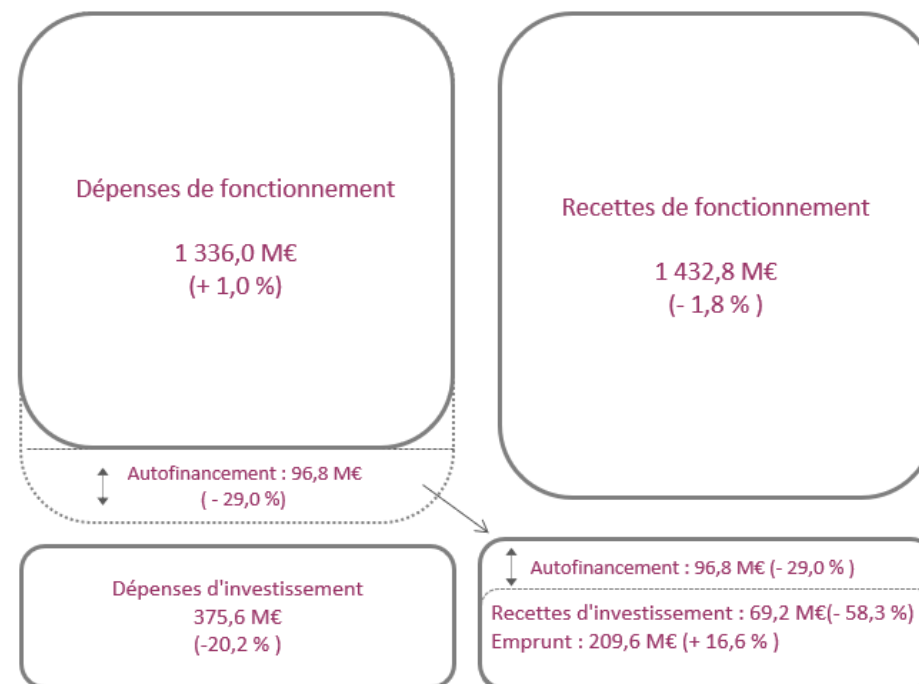 Dépenses de fonctionnement
1 336,0 M€
(+ 1,0 %)
Recettes de fonctionnement
1 432,8 M€
(- 1,8 % )
Autofinancement : 96,8 M€
( - 29,0 %)
Dépenses d'investissement
375,6 M€
(-20,2 % )
Autofinancement : 96,8 M€ (- 29,0 % )
Recettes d'investissement : 69,2 M€(- 58,3 %)
Emprunt : 209,6 M€ (+ 16,6 % )